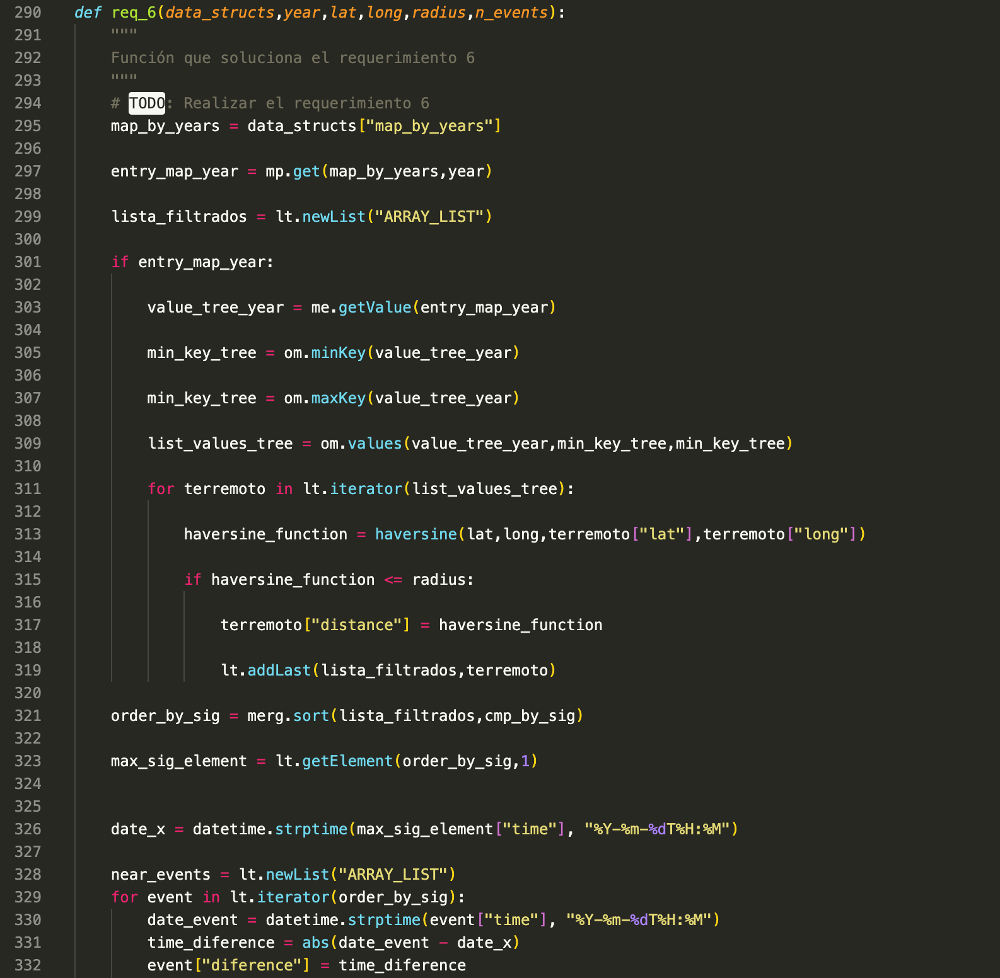 290 def req_6(data_structs,year,lat,long,radius,n_events):
291     """
292     Función que soluciona el requerimiento 6
293     """
294     # TODO: Realizar el requerimiento 6
295     map_by_years = data_structs["map_by_years"]
296
297     entry_map_year = mp.get(map_by_years,year)
298
299     lista_filtrados = lt.newList("ARRAY_LIST")
300
301     if entry_map_year:
302
303         value_tree_year = me.getValue(entry_map_year)
304
305         min_key_tree = om.minKey(value_tree_year)
306
307         min_key_tree = om.maxKey(value_tree_year)
308
309         list_values_tree = om.values(value_tree_year,min_key_tree,min_key_tree)
310
311         for terremoto in lt.iterator(list_values_tree):
312
313             haversine_function = haversine(lat,long,terremoto["lat"],terremoto["long"])
314
315             if haversine_function <= radius:
316
317                 terremoto["distance"] = haversine_function
318
319                 lt.addLast(lista_filtrados,terremoto)
320
321     order_by_sig = merg.sort(lista_filtrados,cmp_by_sig)
322
323     max_sig_element = lt.getElement(order_by_sig,1)
324
325
326     date_x = datetime.strptime(max_sig_element["time"], "%Y-%m-%dT%H:%M")
327
328     near_events = lt.newList("ARRAY_LIST")
329     for event in lt.iterator(order_by_sig):
330         date_event = datetime.strptime(event["time"], "%Y-%m-%dT%H:%M")
331         time_diference = abs(date_event - date_x)
332         event["diference"] = time_diference